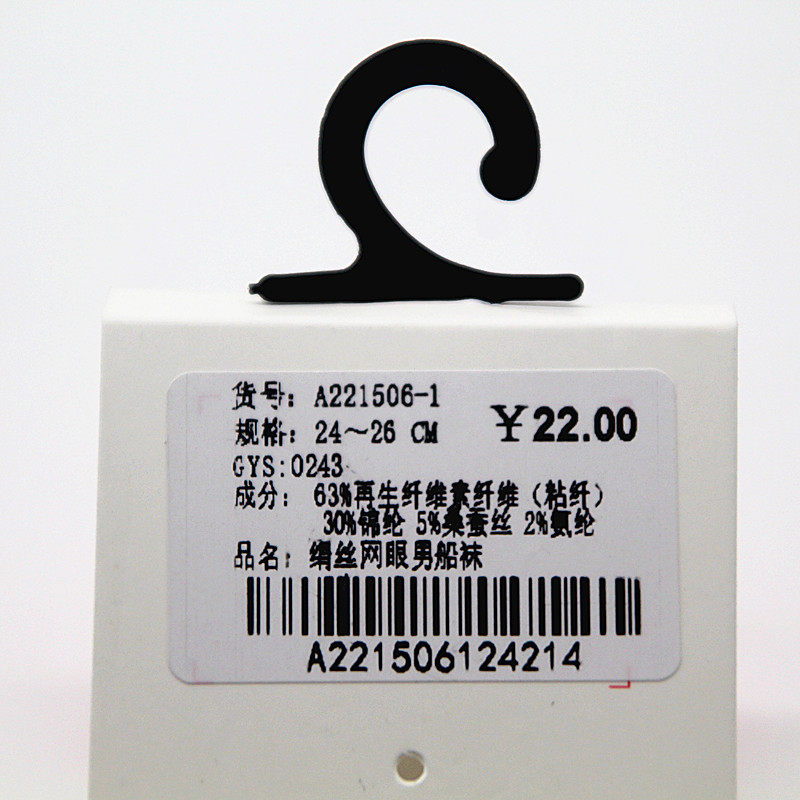 货号：A221506-1
规格：24～26 CM
￥22.00
GYS:0243
成分：63%再生纤维素纤维（粘纤）
30%锦纶 5%桑蚕丝 2%氨纶
品名：绢丝网眼男船袜
A221506124214